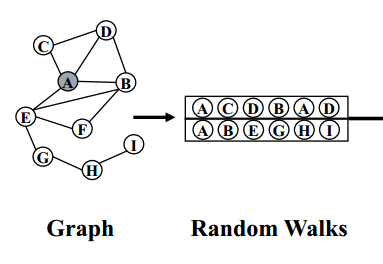 D
C
A
B
E
F
I
G
H
A C D B A D
A B E G H I
Graph
Random Walks